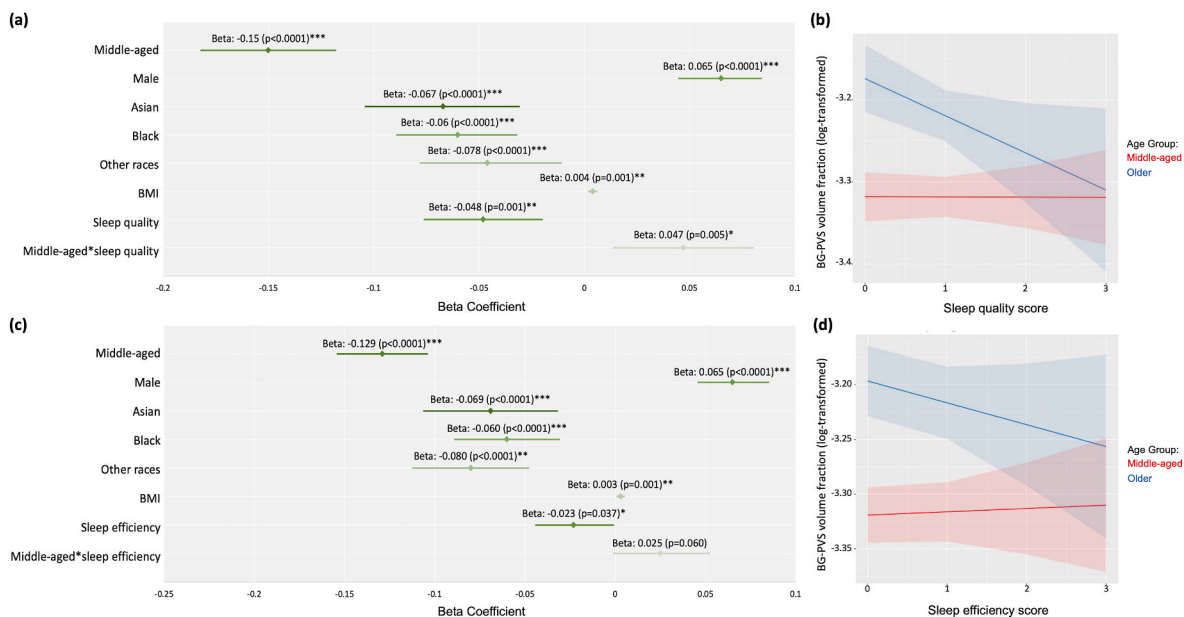 (a)
Beta: -0.15 (p<0.0001)***
Middle-aged
Beta: 0.065 (p<0.0001)***
Male
Beta: -0.067 (p<0.0001)***
Asian
Beta: -0.06 (p<0.0001)***
Black
Beta: -0.078 (p<0.0001)***
Other races
Beta: 0.004 (p=0.001)**
BMI
Beta: -0.048 (p=0.001)**
Sleep quality
Beta: 0.047 (p=0.005)*
Middle-aged*sleep quality
-0.2 -0.15 -0.1 -0.05 0 0.05 0.1
Beta Coefficient
(b)
BG-PVS volume fraction (log-transformed)
-3.2
-3.3
-3.4
0 1 2 3
Sleep quality score
Age Group:
Middle-aged
Older
(c)
Beta: -0.129 (p<0.0001)***
Middle-aged
Beta: 0.065 (p<0.0001)***
Male
Beta: -0.069 (p<0.0001)***
Asian
Beta: -0.060 (p<0.0001)***
Black
Beta: -0.080 (p<0.0001)**
Other races
Beta: 0.003 (p=0.001)**
BMI
Beta: -0.023 (p=0.037)*
Sleep efficiency
Beta: 0.025 (p=0.060)
Middle-aged*sleep efficiency
-0.25 -0.2 -0.15 -0.1 -0.05 0 0.05 0.1
Beta Coefficient
(d)
BG-PVS volume fraction (log-transformed)
-3.20
-3.25
-3.30
-3.35
0 1 2 3
Sleep efficiency score
Age Group:
Middle-aged
Older